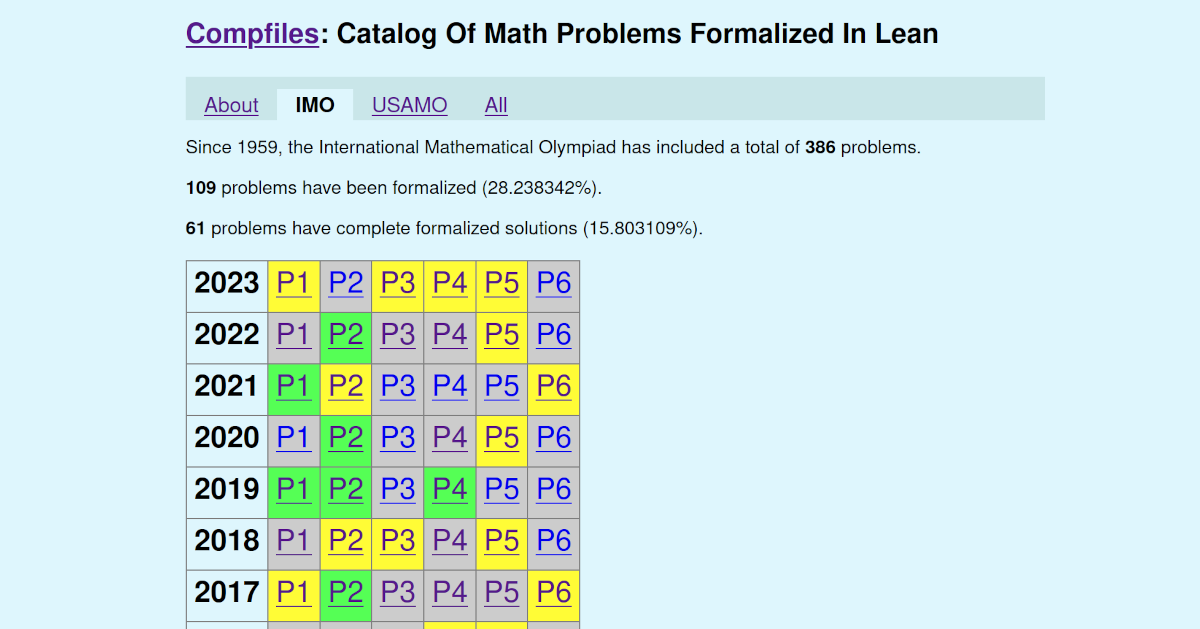 Compfiles: Catalog Of Math Problems Formalized In Lean
About IMO USAMO All
Since 1959, the International Mathematical Olympiad has included a total of 386 problems.
109 problems have been formalized (28.238342%).
61 problems have complete formalized solutions (15.803109%).
2023 P1 P2 P3 P4 P5 P6
2022 P1 P2 P3 P4 P5 P6
2021 P1 P2 P3 P4 P5 P6
2020 P1 P2 P3 P4 P5 P6
2019 P1 P2 P3 P4 P5 P6
2018 P1 P2 P3 P4 P5 P6
2017 P1 P2 P3 P4 P5 P6